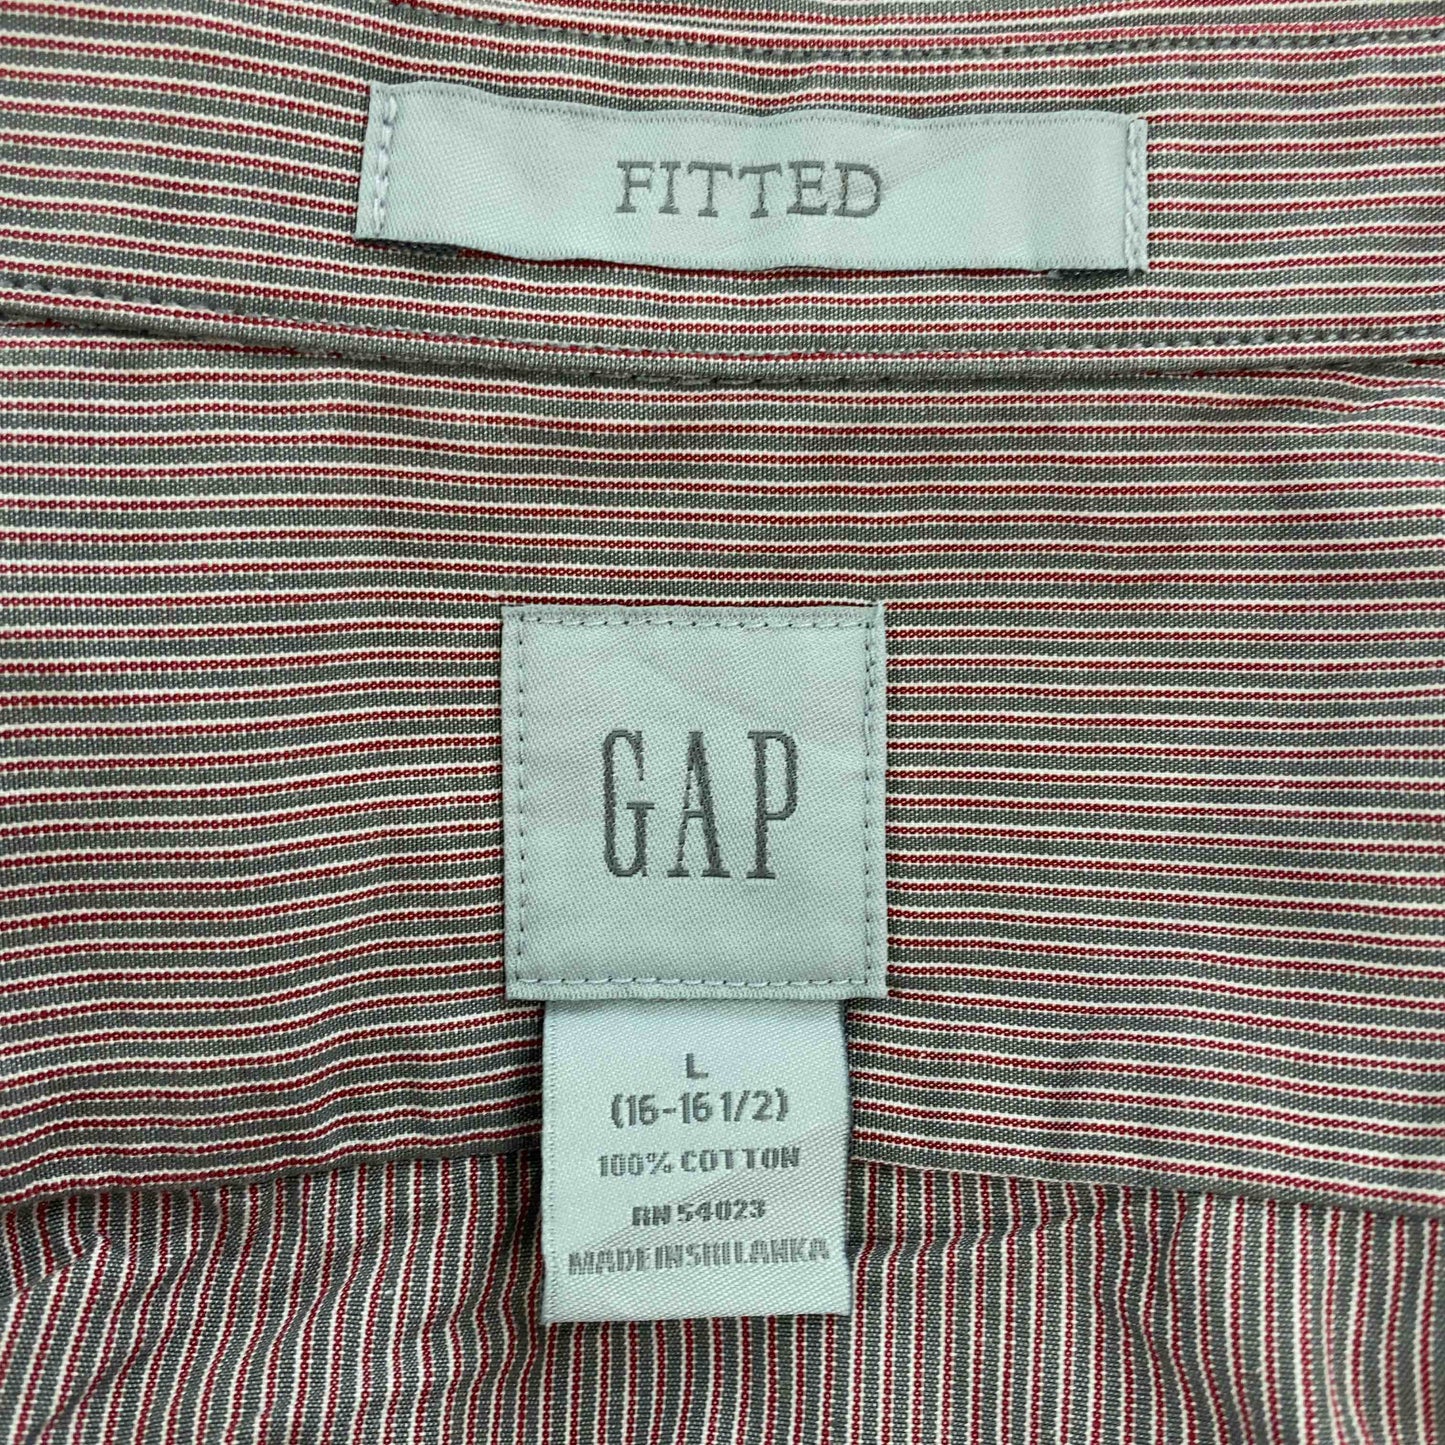 FITTED
GAP
L
(16-16 1/2)
100% COTTON
RN 54023
MADE IN SRI LANKA